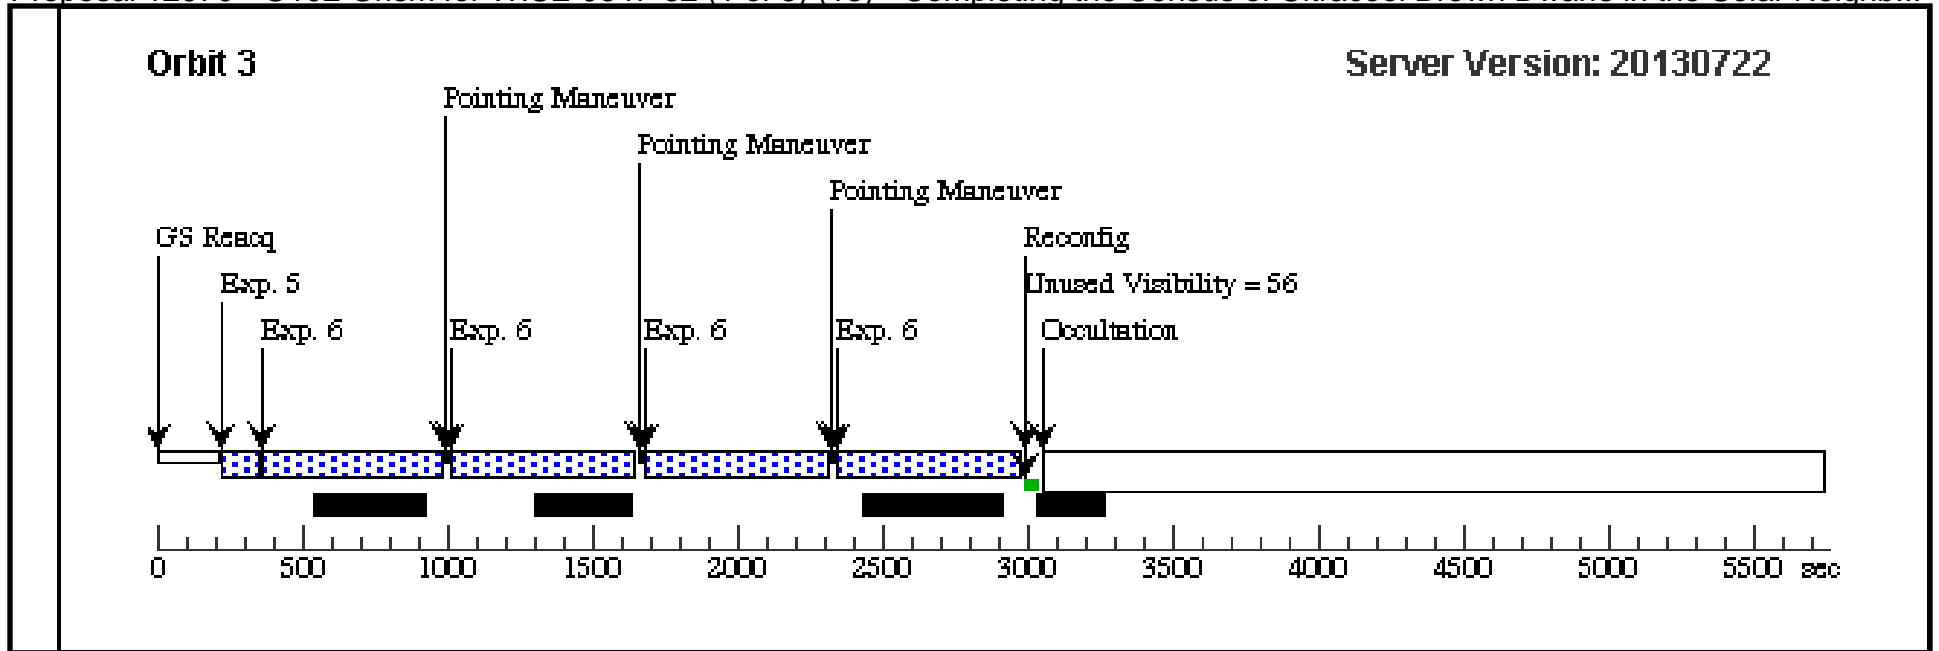 Orbit 3
Server Version: 20130722
Pointing Maneuver
Pointing Maneuver
Pointing Maneuver
GS Reacq
Reconfig
Exp. 5
Unused Visibility = 56
Exp. 6
Exp. 6
Exp. 6
Exp. 6
Occultation
0
500
1000
1500
2000
2500
3000
3500
4000
4500
5000
5500
sec